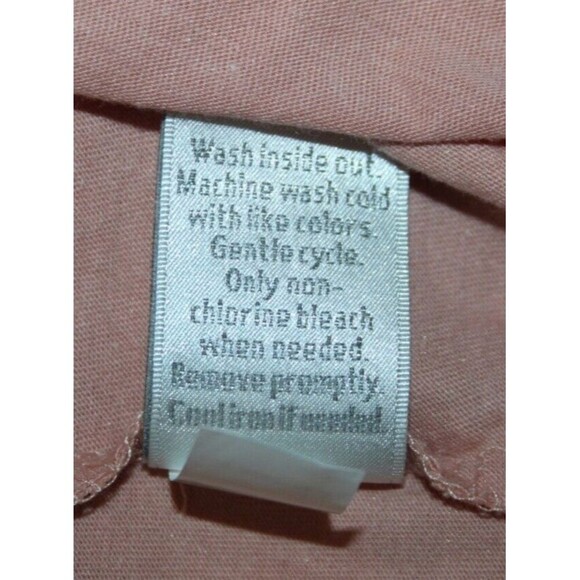 Wash inside out.
Machine wash cold
with like colors.
Gentle cycle.
Only non-
chlorine bleach
when needed.
Remove promptly.
Cool iron if needed.